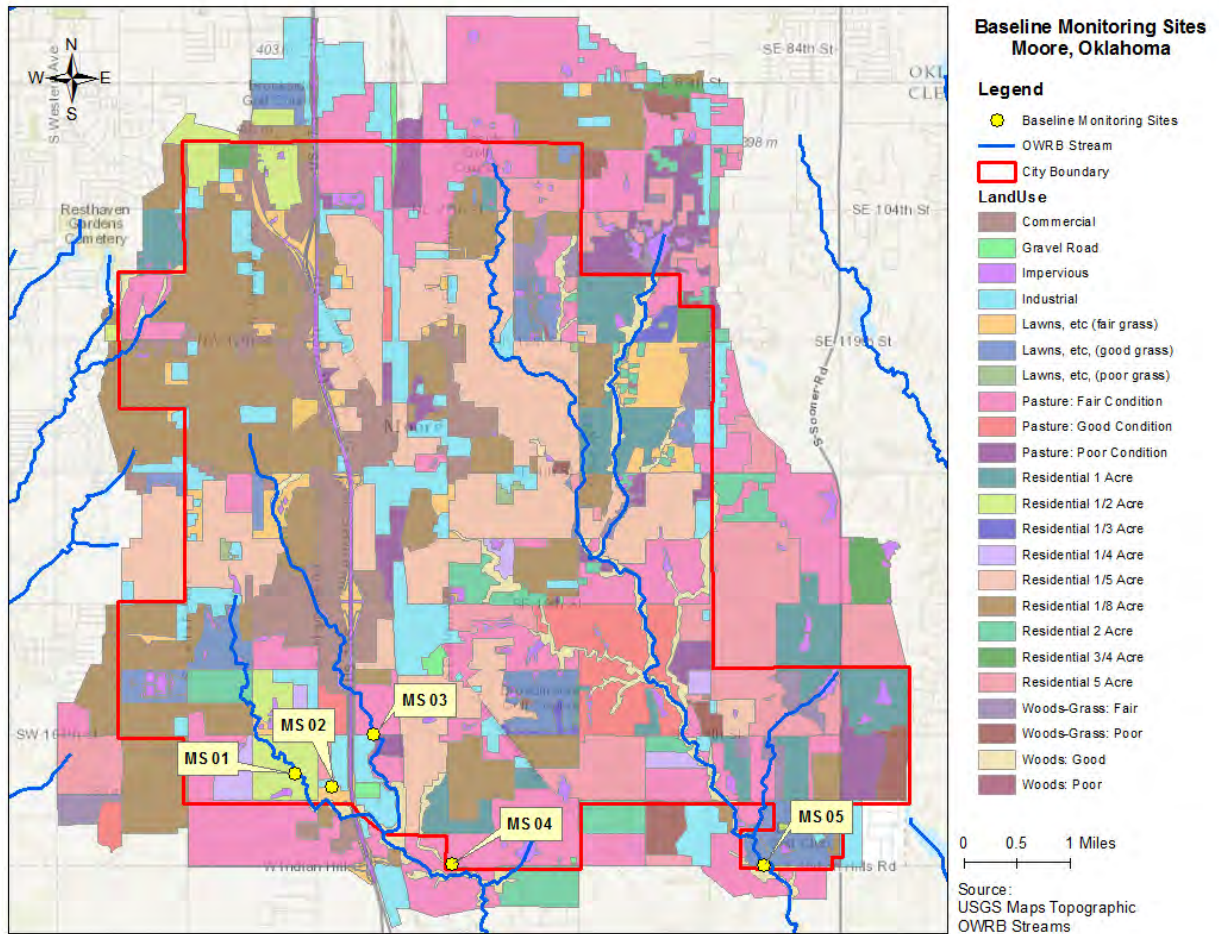 Baseline Monitoring Sites
Moore, Oklahoma
Legend
Baseline Monitoring Sites
OWRB Stream
City Boundary
LandUse
Commercial
Gravel Road
Impervious
Industrial
Lawns, etc (fair grass)
Lawns, etc, (good grass)
Lawns, etc, (poor grass)
Pasture: Fair Condition
Pasture: Good Condition
Pasture: Poor Condition
Residential 1 Acre
Residential 1/2 Acre
Residential 1/3 Acre
Residential 1/4 Acre
Residential 1/5 Acre
Residential 1/8 Acre
Residential 2 Acre
Residential 3/4 Acre
Residential 5 Acre
Woods-Grass: Fair
Woods-Grass: Poor
Woods: Good
Woods: Poor
0 0.5 1 Miles
Source:
USGS Maps Topographic
OWRB Streams
N
W E
S
S Western Ave
403 m
SE 84th St
398 m
Resthaven
Gardens
Cemetery
SE 104th St
SE 119th St
S Sooner Rd
Moore
MS 03
MS 02
MS 01
MS 04
MS 05